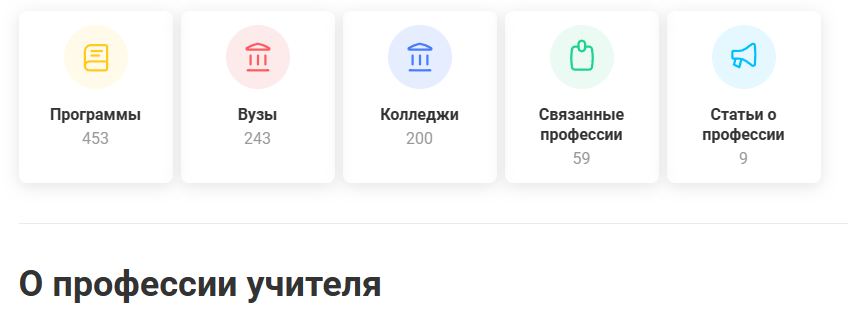 Программы
453
Вузы
243
Колледжи
200
Связанные
профессии
59
Статьи о
профессии
9
О профессии учителя